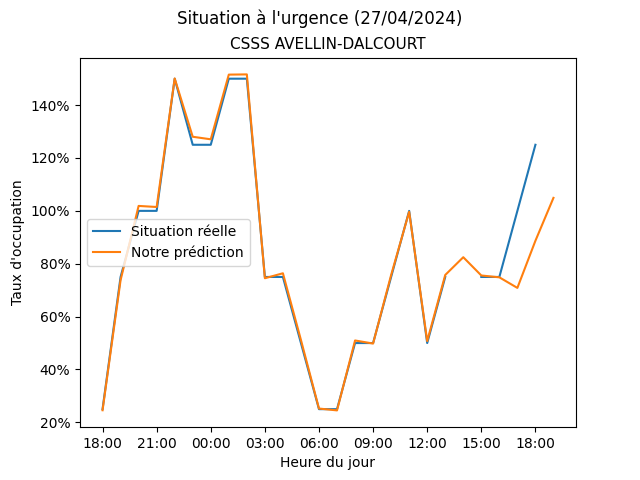 Situation à l'urgence (27/04/2024)
CSSS AVELLIN-DALCOURT
Taux d'occupation
140%
120%
100%
80%
60%
40%
20%
Situation réelle
Notre prédiction
18:00 21:00 00:00 03:00 06:00 09:00 12:00 15:00 18:00
Heure du jour